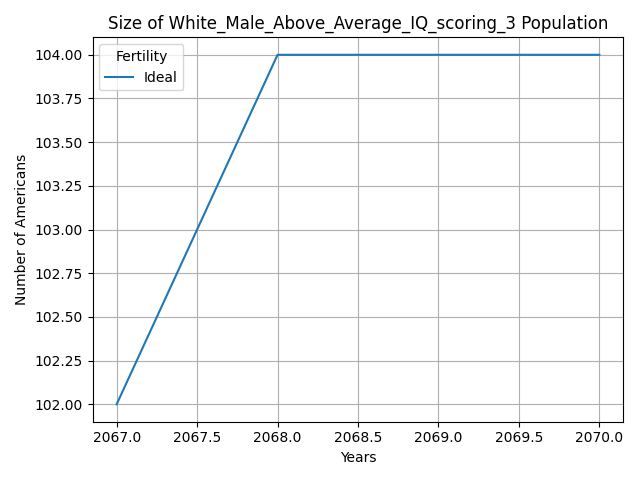 Size of White_Male_Above_Average_IQ_scoring_3 Population
Number of Americans
104.00
103.75
103.50
103.25
103.00
102.75
102.50
102.25
102.00
Fertility
Ideal
2067.0 2067.5 2068.0 2068.5 2069.0 2069.5 2070.0
Years